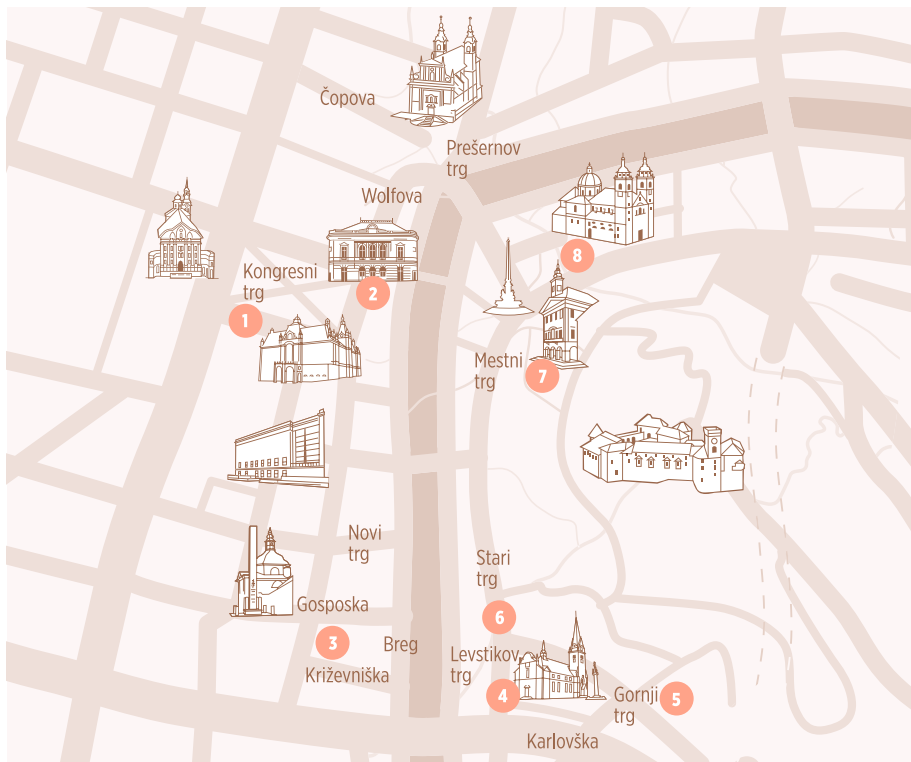 Čopova
Prešernov
trg
Wolfova
8
Kongresni
trg
2
1
Mestni
trg
7
Novi
trg
Stari
trg
Gosposka
6
3
Breg
Levstikov
trg
Križevniška
4
Gornji
trg
5
Karlovška